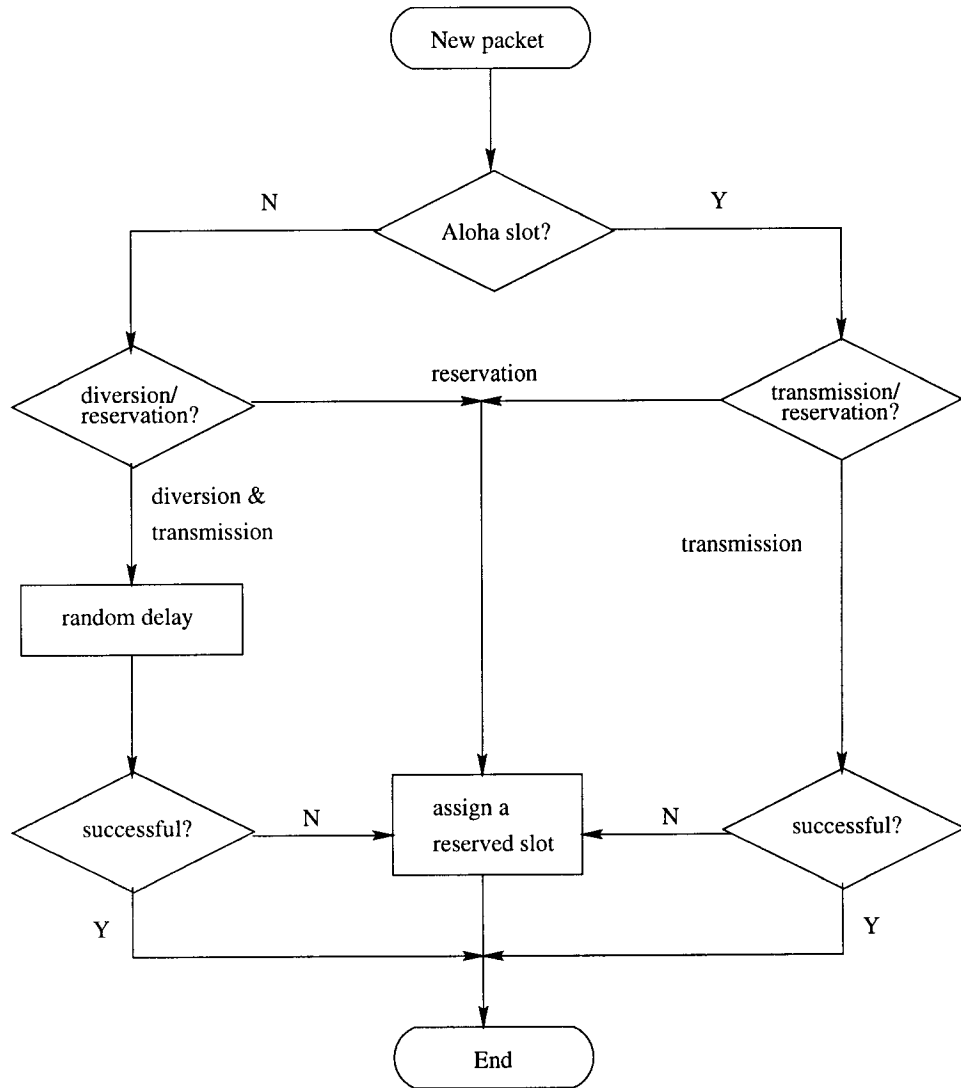 New packet
N
Y
Aloha slot?
diversion/
reservation?
reservation
transmission/
reservation?
diversion &
transmission
transmission
random delay
successful?
N
assign a
reserved slot
N
successful?
Y
Y
End